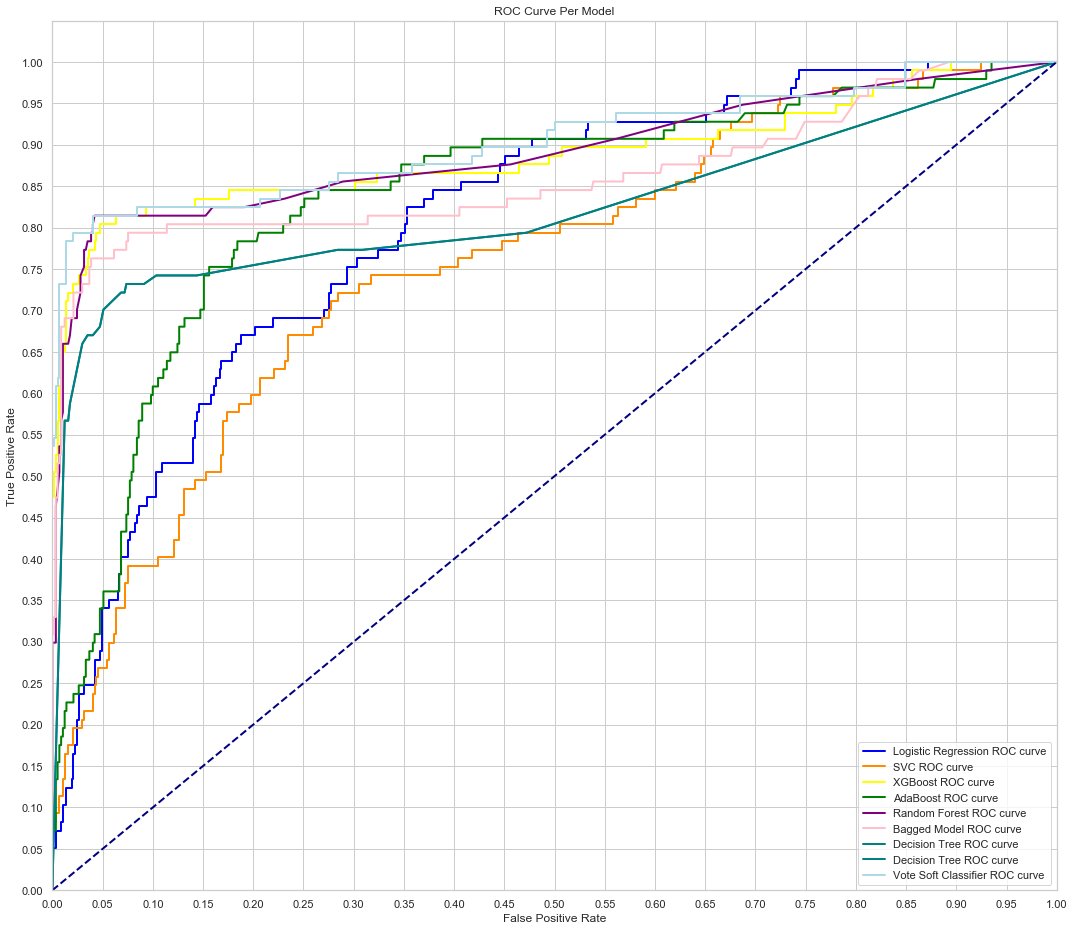 ROC Curve Per Model
True Positive Rate
1.00
0.95
0.90
0.85
0.80
0.75
0.70
0.65
0.60
0.55
0.50
0.45
0.40
0.35
0.30
0.25
0.20
0.15
0.10
0.05
0.00
Logistic Regression ROC curve
SVC ROC curve
XGBoost ROC curve
AdaBoost ROC curve
Random Forest ROC curve
Bagged Model ROC curve
Decision Tree ROC curve
Decision Tree ROC curve
Vote Soft Classifier ROC curve
0.00 0.05 0.10 0.15 0.20 0.25 0.30 0.35 0.40 0.45 0.50 0.55 0.60 0.65 0.70 0.75 0.80 0.85 0.90 0.95 1.00
False Positive Rate